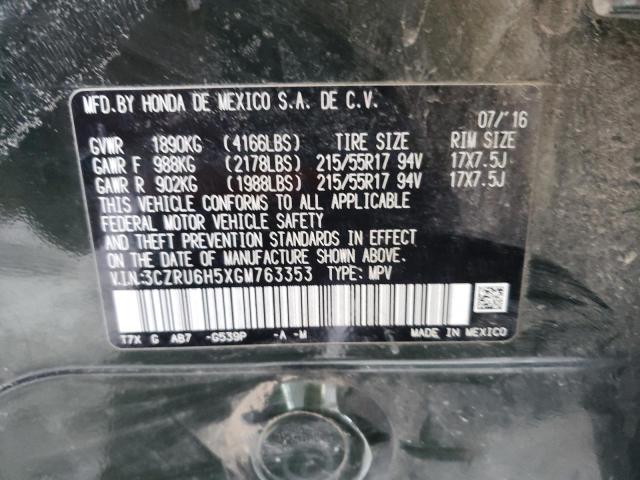 MFD.BY HONDA DE MEXICO S.A. DE C.V.
07/'16
GVWR 1890KG (4166LBS) TIRE SIZE RIM SIZE
GAWR F 988KG (2178LBS) 215/55R17 94V 17X7.5J
GAWR R 902KG (1988LBS) 215/55R17 94V 17X7.5J
THIS VEHICLE CONFORMS TO ALL APPLICABLE
FEDERAL MOTOR VEHICLE SAFETY
AND THEFT PREVENTION STANDARDS IN EFFECT
ON THE DATE OF MANUFACTURE SHOWN ABOVE.
V.I.N.:3CZRU6H5XGM763353 TYPE: MPV
T7X G AB7 -G539P -A -M MADE IN MEXICO